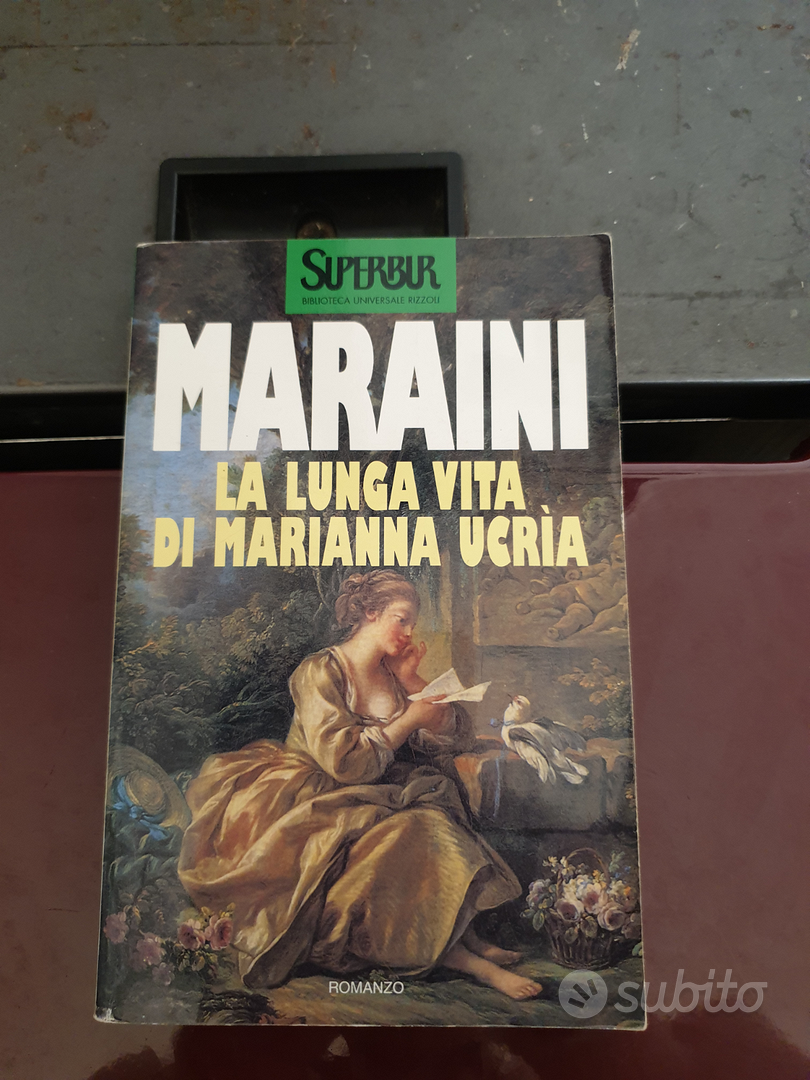 SUPERBUR
BIBLIOTECA UNIVERSALE RIZZOLI
MARAINI
LA LUNGA VITA
DI MARIANNA UCRÌA
ROMANZO
subito